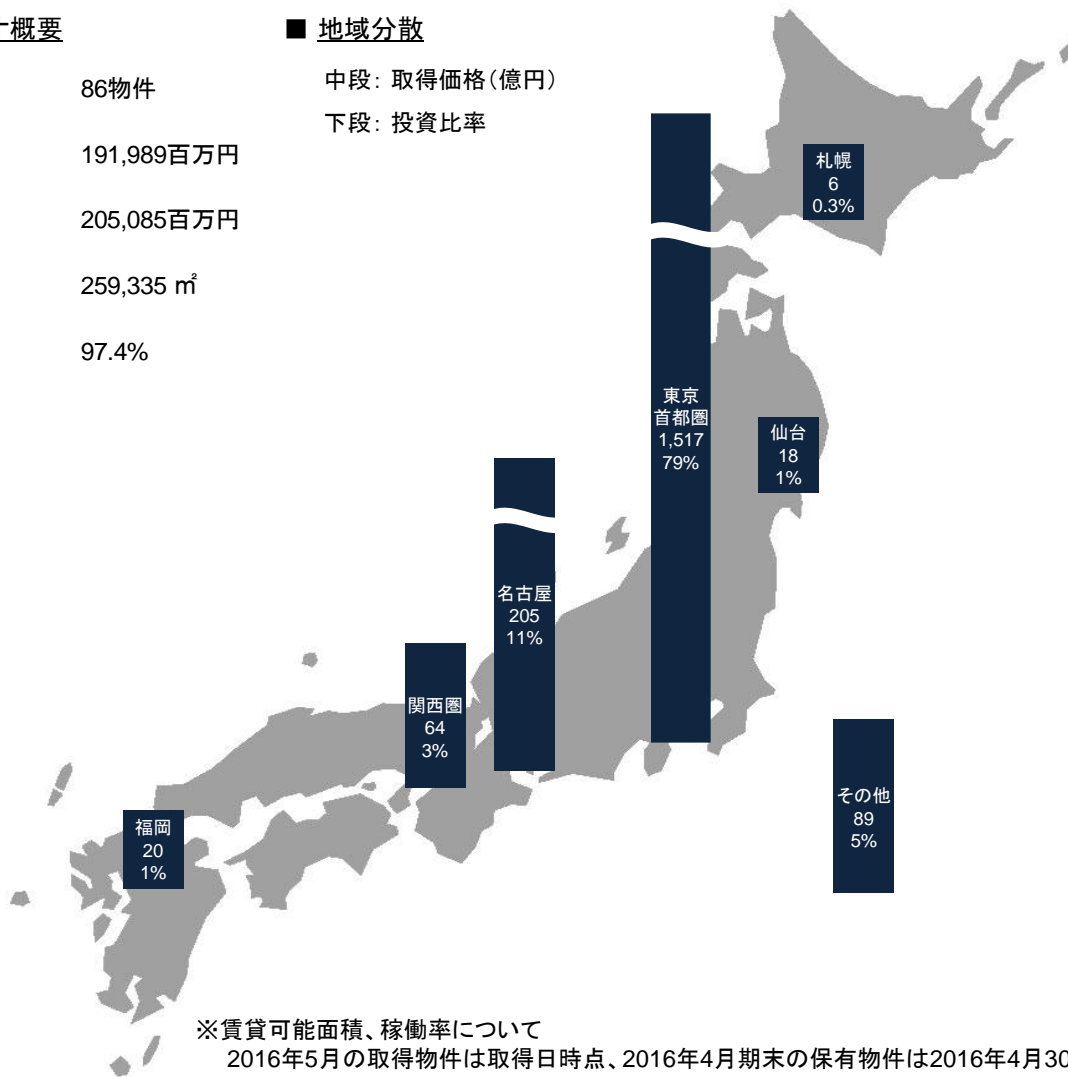 概要
■ 地域分散
86物件
191,989百万円
205,085百万円
259,335 ㎡
97.4%
中段: 取得価格(億円)
下段: 投資比率
札幌
6
0.3%
東京
首都圏
1,517
79%
仙台
18
1%
名古屋
205
11%
関西圏
64
3%
その他
89
5%
福岡
20
1%
※賃貸可能面積、稼働率について
2016年5月の取得物件は取得日時点、2016年4月期末の保有物件は2016年4月30